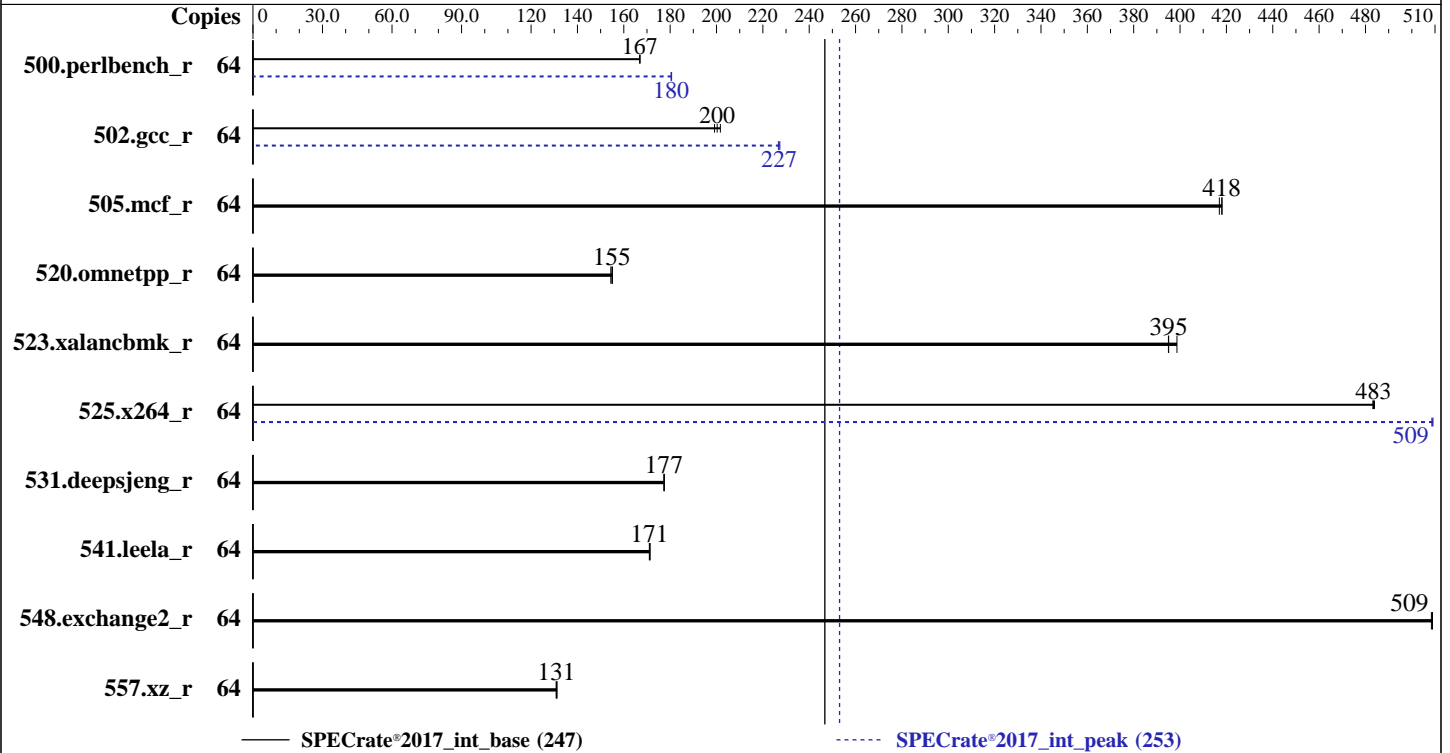 Copies 0 30.0 60.0 90.0 120 140 160 180 200 220 240 260 280 300 320 340 360 380 400 420 440 460 480 510
167
500.perlbench_r 64
180
200
502.gcc_r 64
227
418
505.mcf_r 64
155
520.omnetpp_r 64
395
523.xalancbmk_r 64
483
525.x264_r 64
509
177
531.deepsjeng_r 64
171
541.leela_r 64
509
548.exchange2_r 64
131
557.xz_r 64
SPECrate®2017_int_base (247) SPECrate®2017_int_peak (253)